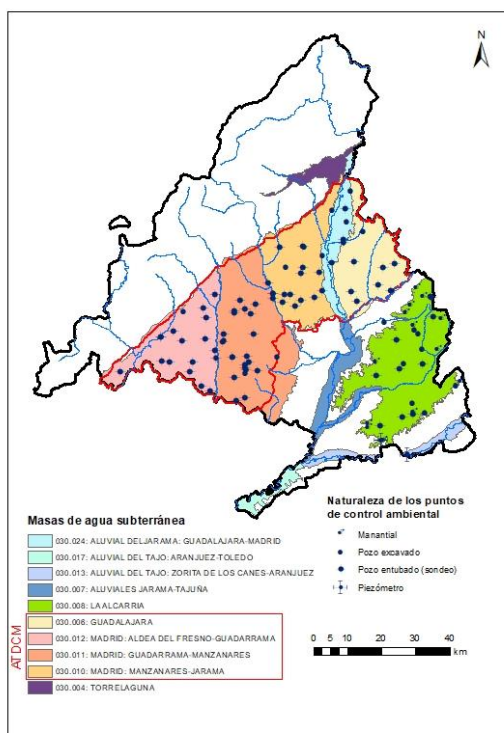 N
Masas de agua subterránea
030.024: ALUVIAL DELJARAMA: GUADALAJARA-MADRID
030.017: ALUVIAL DEL TAJO: ARANJUEZ-TOLEDO
030.013: ALUVIAL DEL TAJO: ZORITA DE LOS CANES-ARANJUEZ
030.007: ALUVIALES JARAMA-TAJUÑA
030.008: LA ALCARRIA
030.006: GUADALAJARA
030.012: MADRID: ALDEA DEL FRESNO-GUADARRAMA
030.011: MADRID: GUADARRAMA-MANZANARES
030.010: MADRID: MANZANARES-JARAMA
030.004: TORRELAGUNA
ATDCM
Naturaleza de los puntos
de control ambiental
Manantial
Pozo excavado
Pozo entubado (sondeo)
Piezómetro
0 5 10 20 30 40
km